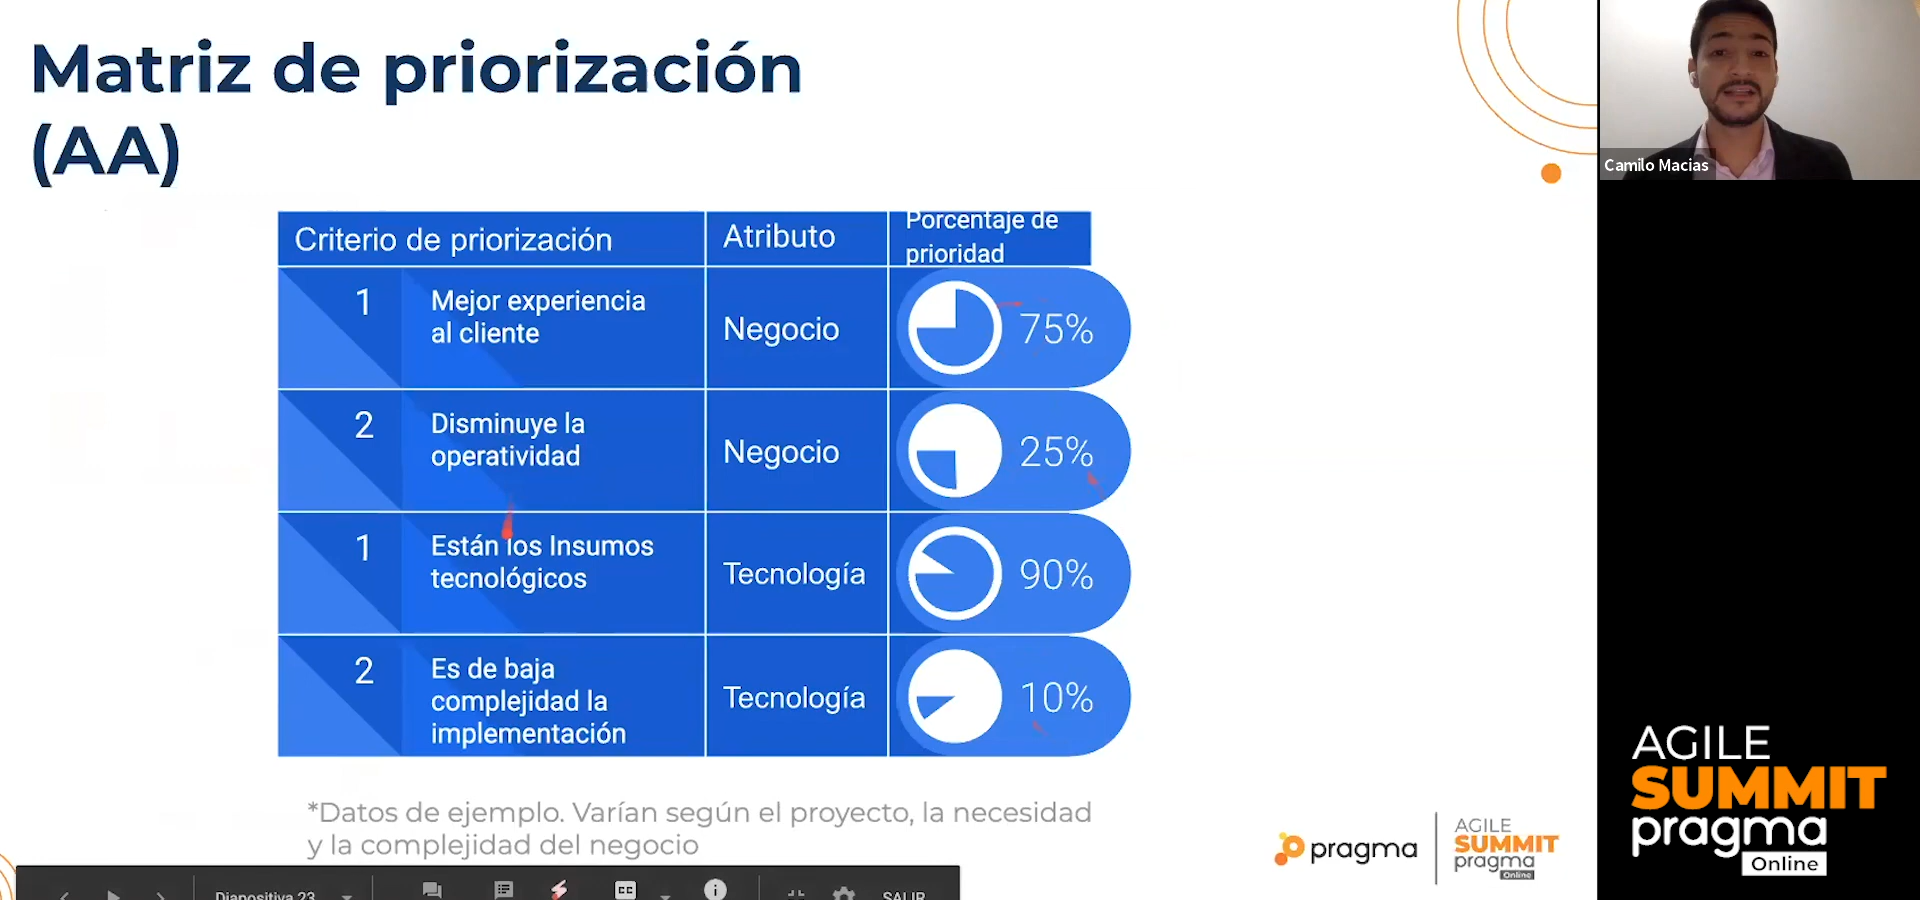 Matriz de priorización
(AA)
Criterio de priorización
Atributo
Porcentaje de
prioridad
1
Mejor experiencia
al cliente
Negocio
75%
2
Disminuye la
operatividad
Negocio
25%
1
Están los Insumos
tecnológicos
Tecnología
90%
2
Es de baja
complejidad la
implementación
Tecnología
10%
*Datos de ejemplo. Varían según el proyecto, la necesidad
y la complejidad del negocio
pragma
AGILE
SUMMIT
pragma
Online
Diapositiva 23
CC
SALIR
Camilo Macias
AGILE
SUMMIT
pragma
Online